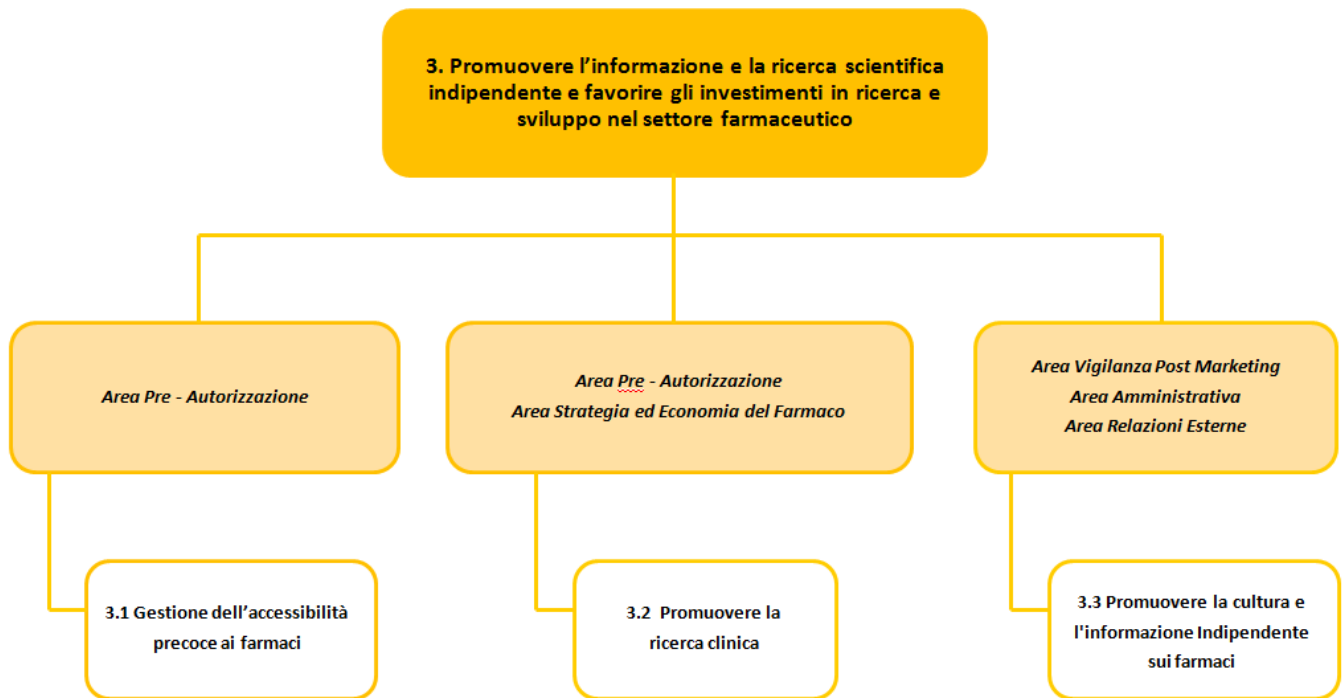 3. Promuovere l’informazione e la ricerca scientifica
indipendente e favorire gli investimenti in ricerca e
sviluppo nel settore farmaceutico
Area Pre - Autorizzazione
Area Pre - Autorizzazione
Area Strategia ed Economia del Farmaco
Area Vigilanza Post Marketing
Area Amministrativa
Area Relazioni Esterne
3.1 Gestione dell’accessibilità
precoce ai farmaci
3.2  Promuovere la
ricerca clinica
3.3 Promuovere la cultura e
l'informazione Indipendente
sui farmaci